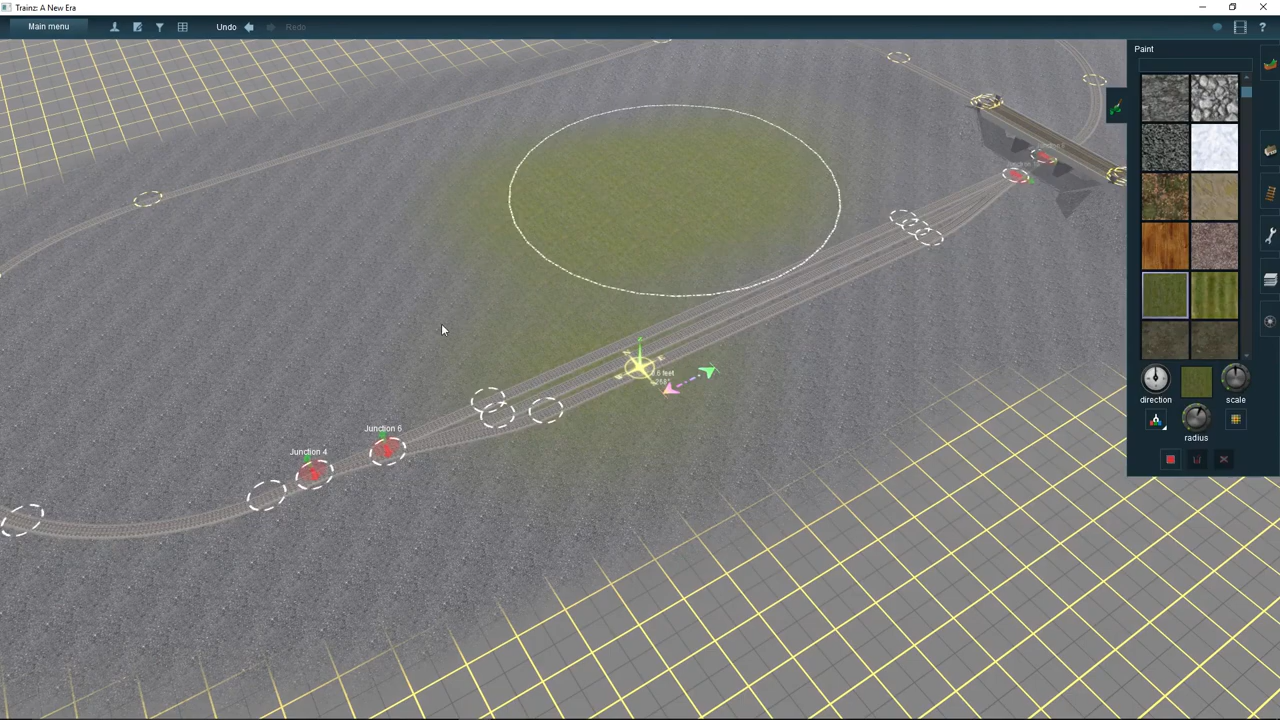 Trainz: A New Era
Main menu
Undo
Redo
Paint
Junction 6
Junction 4
direction
scale
radius